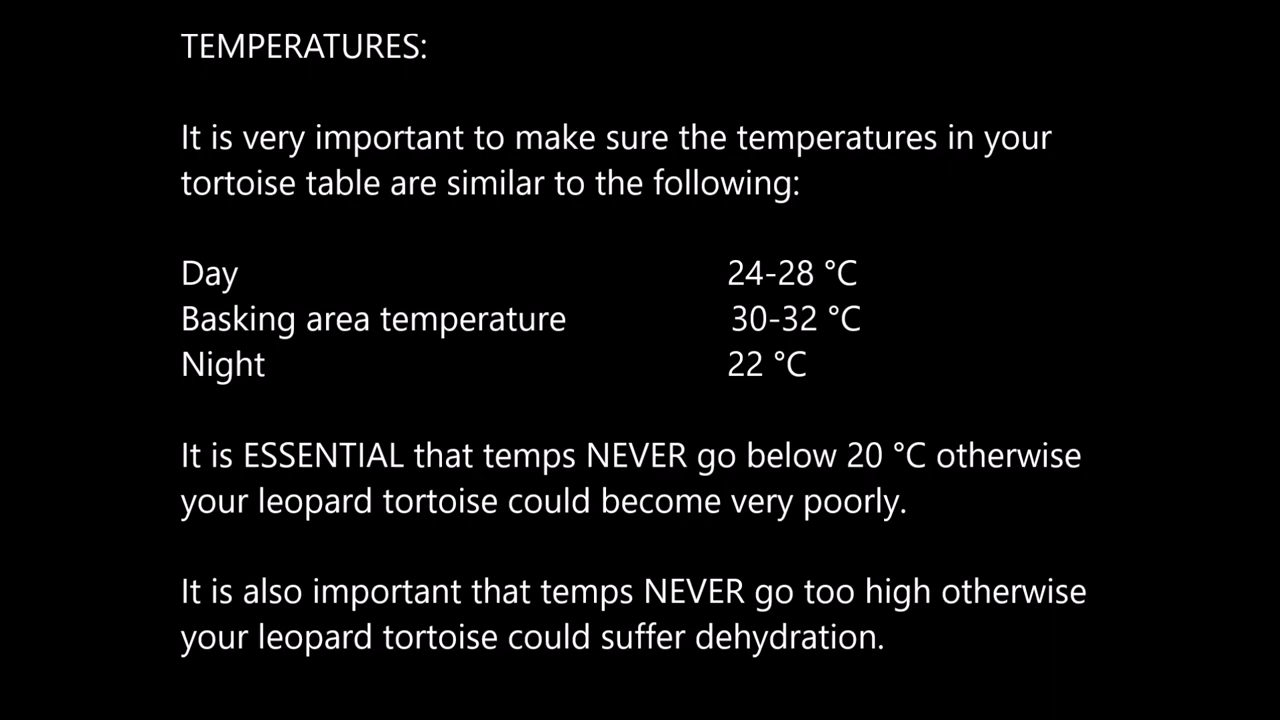 TEMPERATURES:
It is very important to make sure the temperatures in your
tortoise table are similar to the following:
Day 24-28 °C
Basking area temperature 30-32 °C
Night 22 °C
It is ESSENTIAL that temps NEVER go below 20 °C otherwise
your leopard tortoise could become very poorly.
It is also important that temps NEVER go too high otherwise
your leopard tortoise could suffer dehydration.